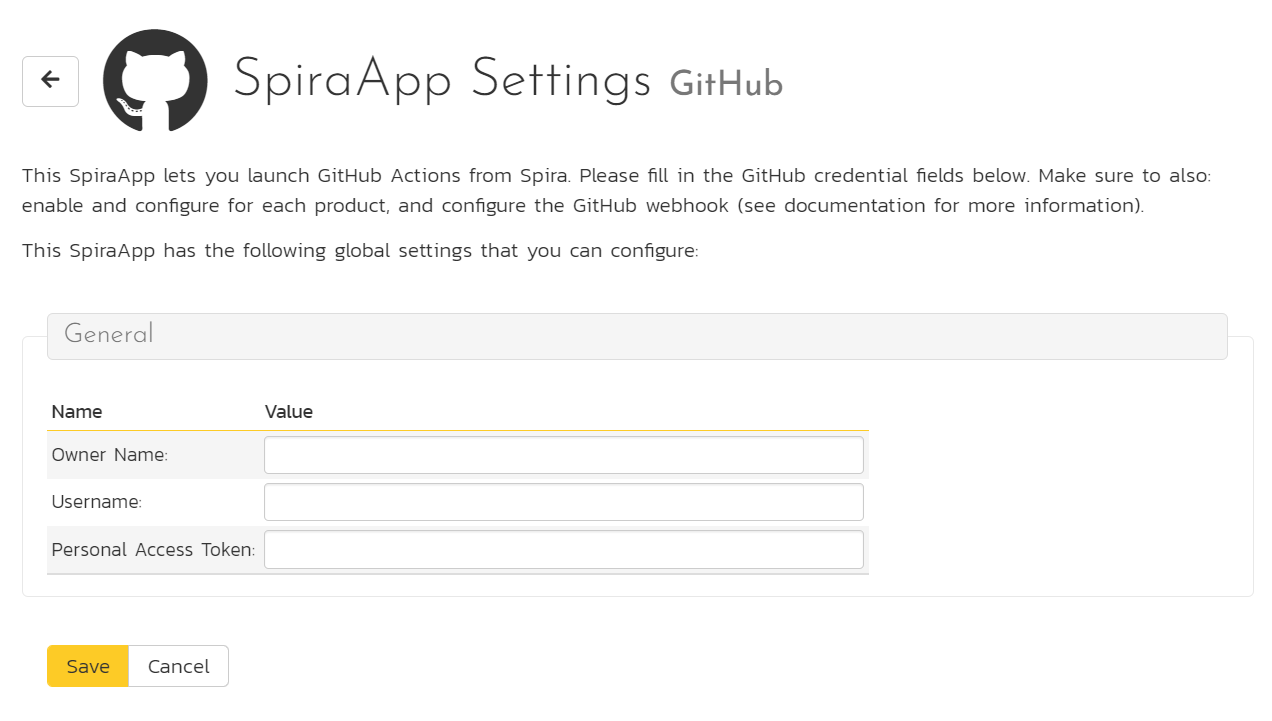 SpiraApp Settings GitHub
This SpiraApp lets you launch GitHub Actions from Spira. Please fill in the GitHub credential fields below. Make sure to also:
enable and configure for each product, and configure the GitHub webhook (see documentation for more information).
This SpiraApp has the following global settings that you can configure:
General
Name Value
Owner Name:
Username:
Personal Access Token:
Save Cancel